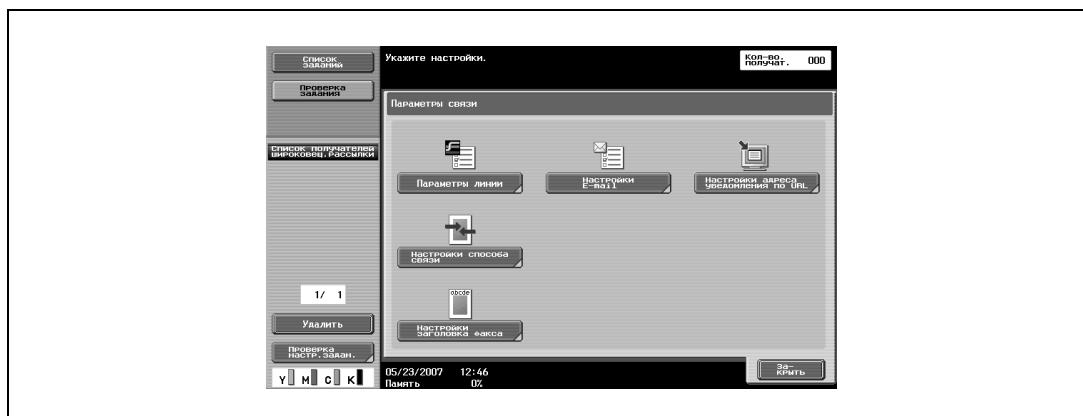 Список
заданий
Проверка
задания
Список получателей
широковещ.рассылки
1/ 1
Удалить
Проверка
настр.задан.
Y M C K
Укажите настройки.
Кол-во.
получат. 000
Параметры связи
Параметры линии
Настройки
E-mail
Настройки адреса
уведомления по URL
Настройки способа
связи
abcde
Настройки
заголовка факса
05/23/2007 12:46
Память 0%
За-
крыть